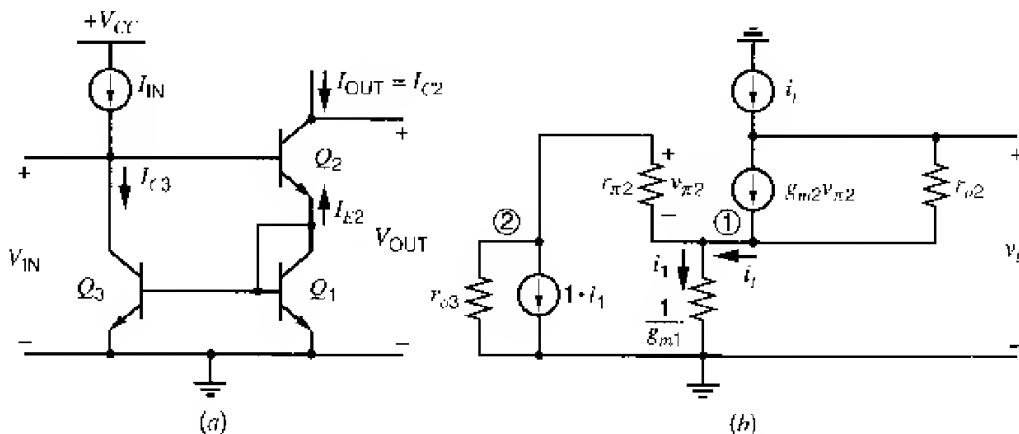 +V_CC
I_IN
I_OUT = I_C2
+
Q_2
I_C3
+
I_E2
V_IN
V_OUT
Q_3
Q_1
−
−
(a)
i_t
+
r_π2
+
v_π2
−
g_m2 v_π2
r_o2
②
①
i_1
i_t
r_o3
1 • i_1
1
g_m1
−
(b)